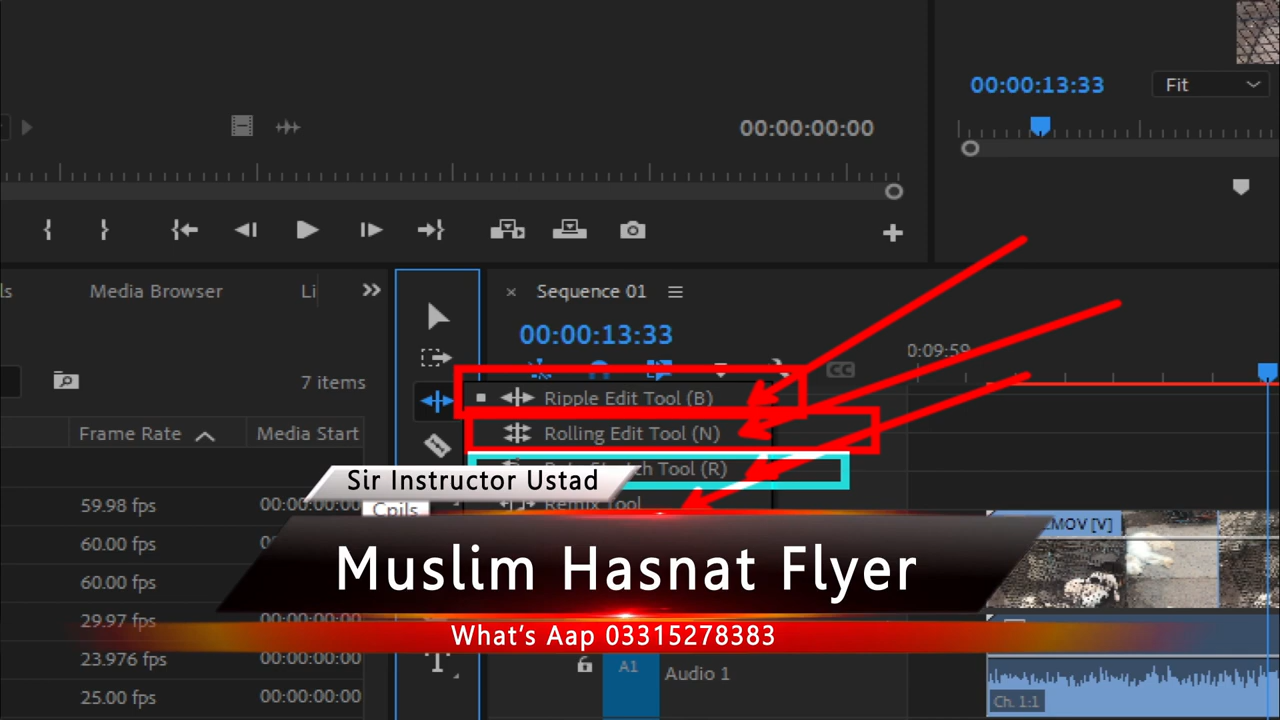 00:00:13:33
Fit
00:00:00:00
Media Browser
Li
Sequence 01
00:00:13:33
0:09:59
7 items
CC
Ripple Edit Tool (B)
Frame Rate
Media Start
Rolling Edit Tool (N)
Tool (R)
Sir Instructor Ustad
Remix Tool
59.98 fps
00:00:00:00
60.00 fps
.MOV [V]
Muslim Hasnat Flyer
60.00 fps
29.97 fps
00:00:00:00
What's Aap 03315278383
23.976 fps
00:00:00:00
A1
Audio 1
25.00 fps
00:00:00:00
Ch. 1:1